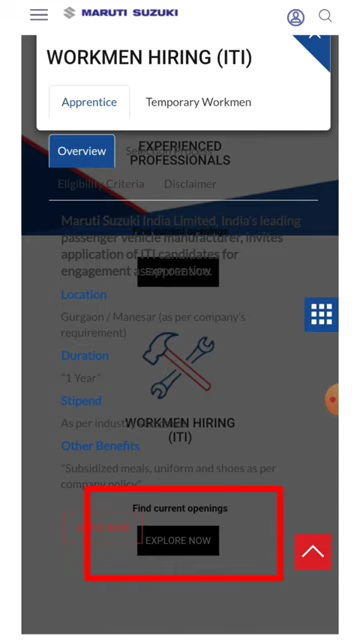 MARUTI SUZUKI
WORKMEN HIRING (ITI)
Apprentice
Temporary Workmen
Overview
EXPERIENCED
PROFESSIONALS
Eligibility Criteria
Disclaimer
Maruti Suzuki India Limited, India's leading
passenger vehicle manufacturer, invites
application of ITI candidates for
engagement as
EXPLORE NOW
Location
Gurgaon / Manesar (as per company's
requirement)
Duration
"1 Year"
Stipend
As per industry
WORKMEN HIRING
(ITI)
Other Benefits
"Subsidized meals, uniform and shoes as per
company policy"
Find current openings
EXPLORE NOW